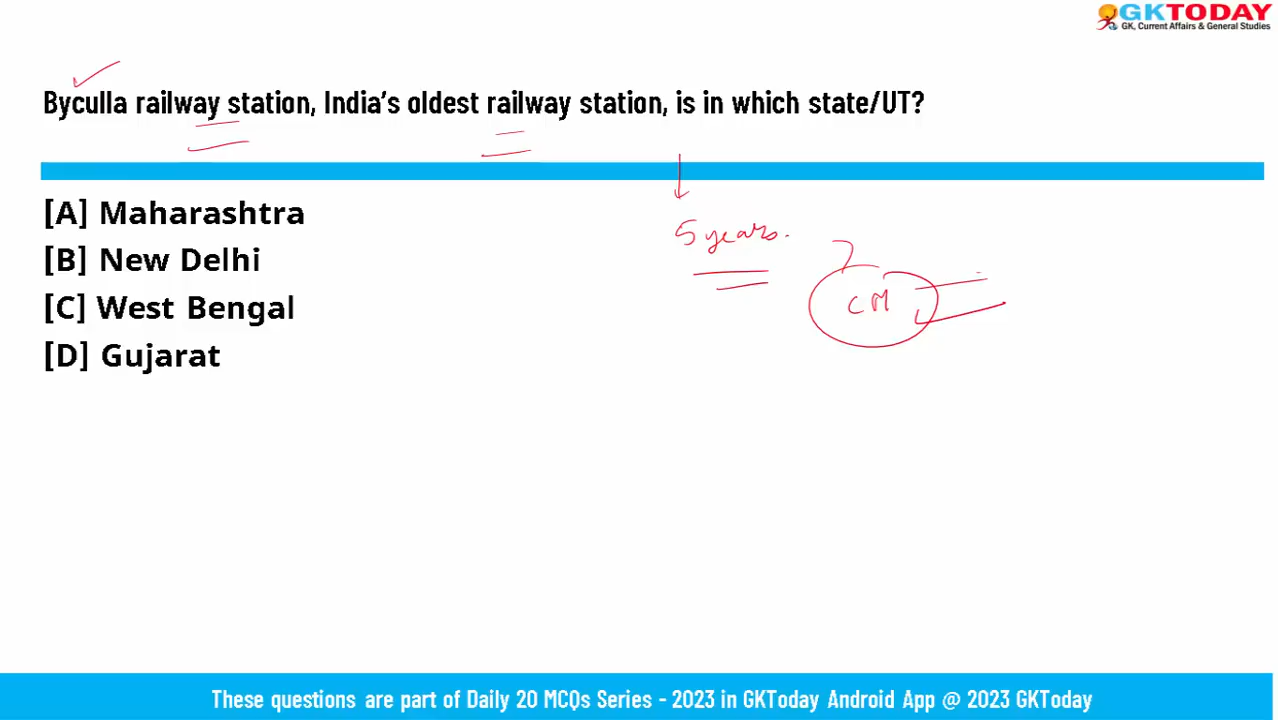 GKTODAY
GK, Current Affairs & General Studies
Byculla railway station, India's oldest railway station, is in which state/UT?
[A] Maharashtra
[B] New Delhi
[C] West Bengal
[D] Gujarat
5 years.
CM
These questions are part of Daily 20 MCQs Series - 2023 in GKToday Android App @ 2023 GKToday